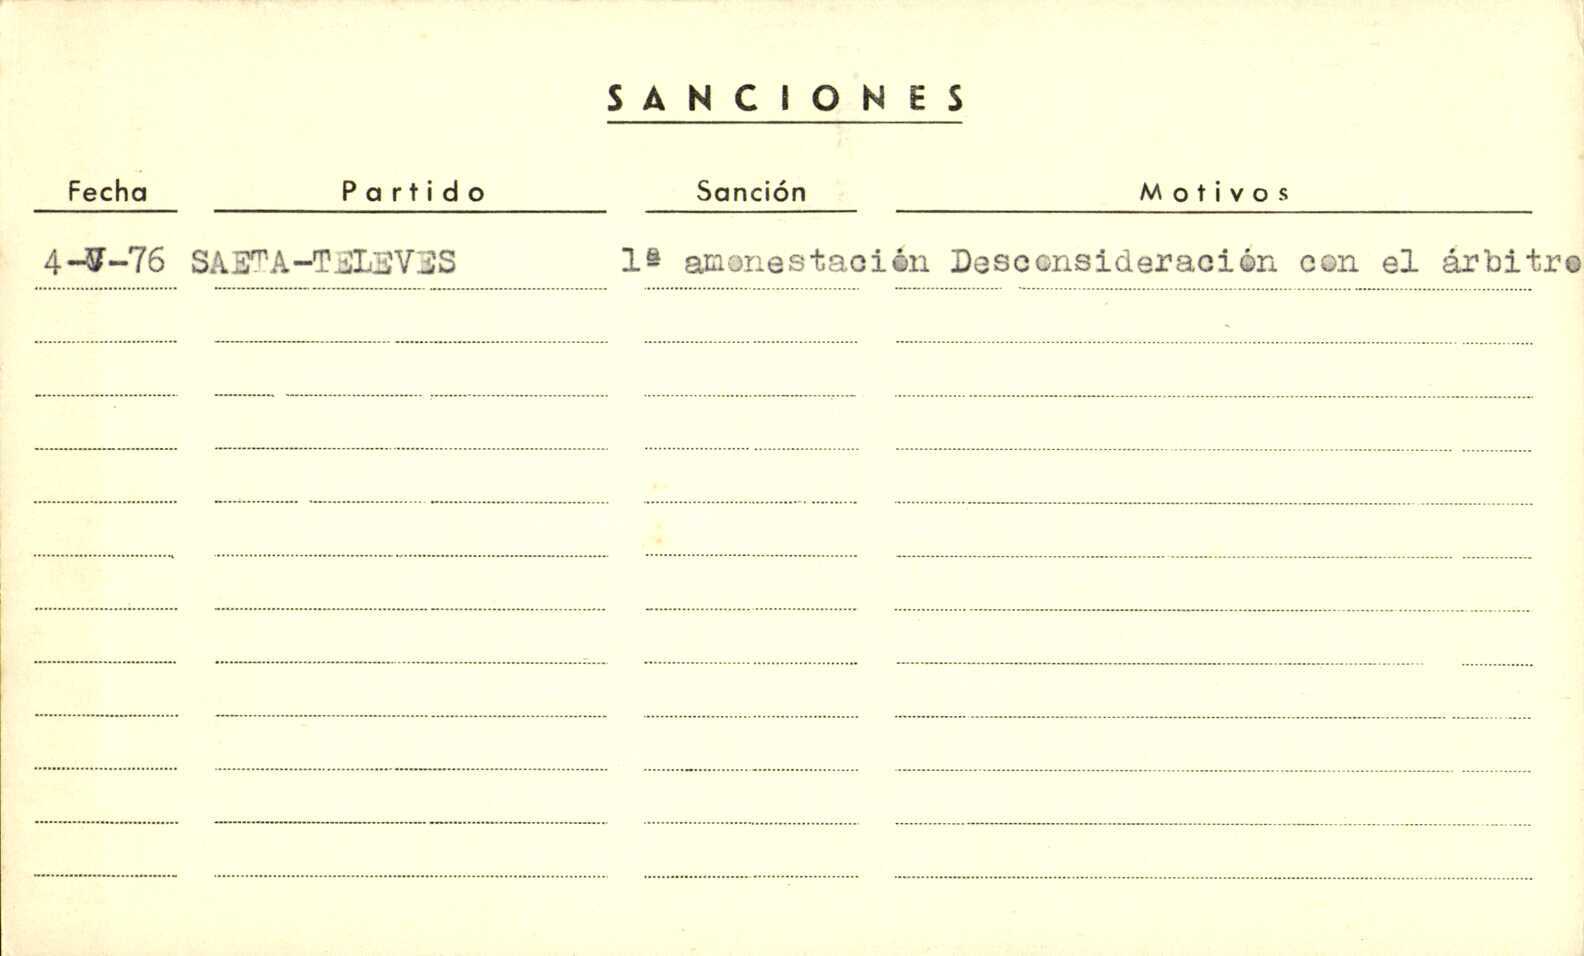 SANCIONES
Fecha Partido Sanción Motivos
4-V-76 SAETA-TELEVES 1ª amonestación Desconsideración con el árbitro